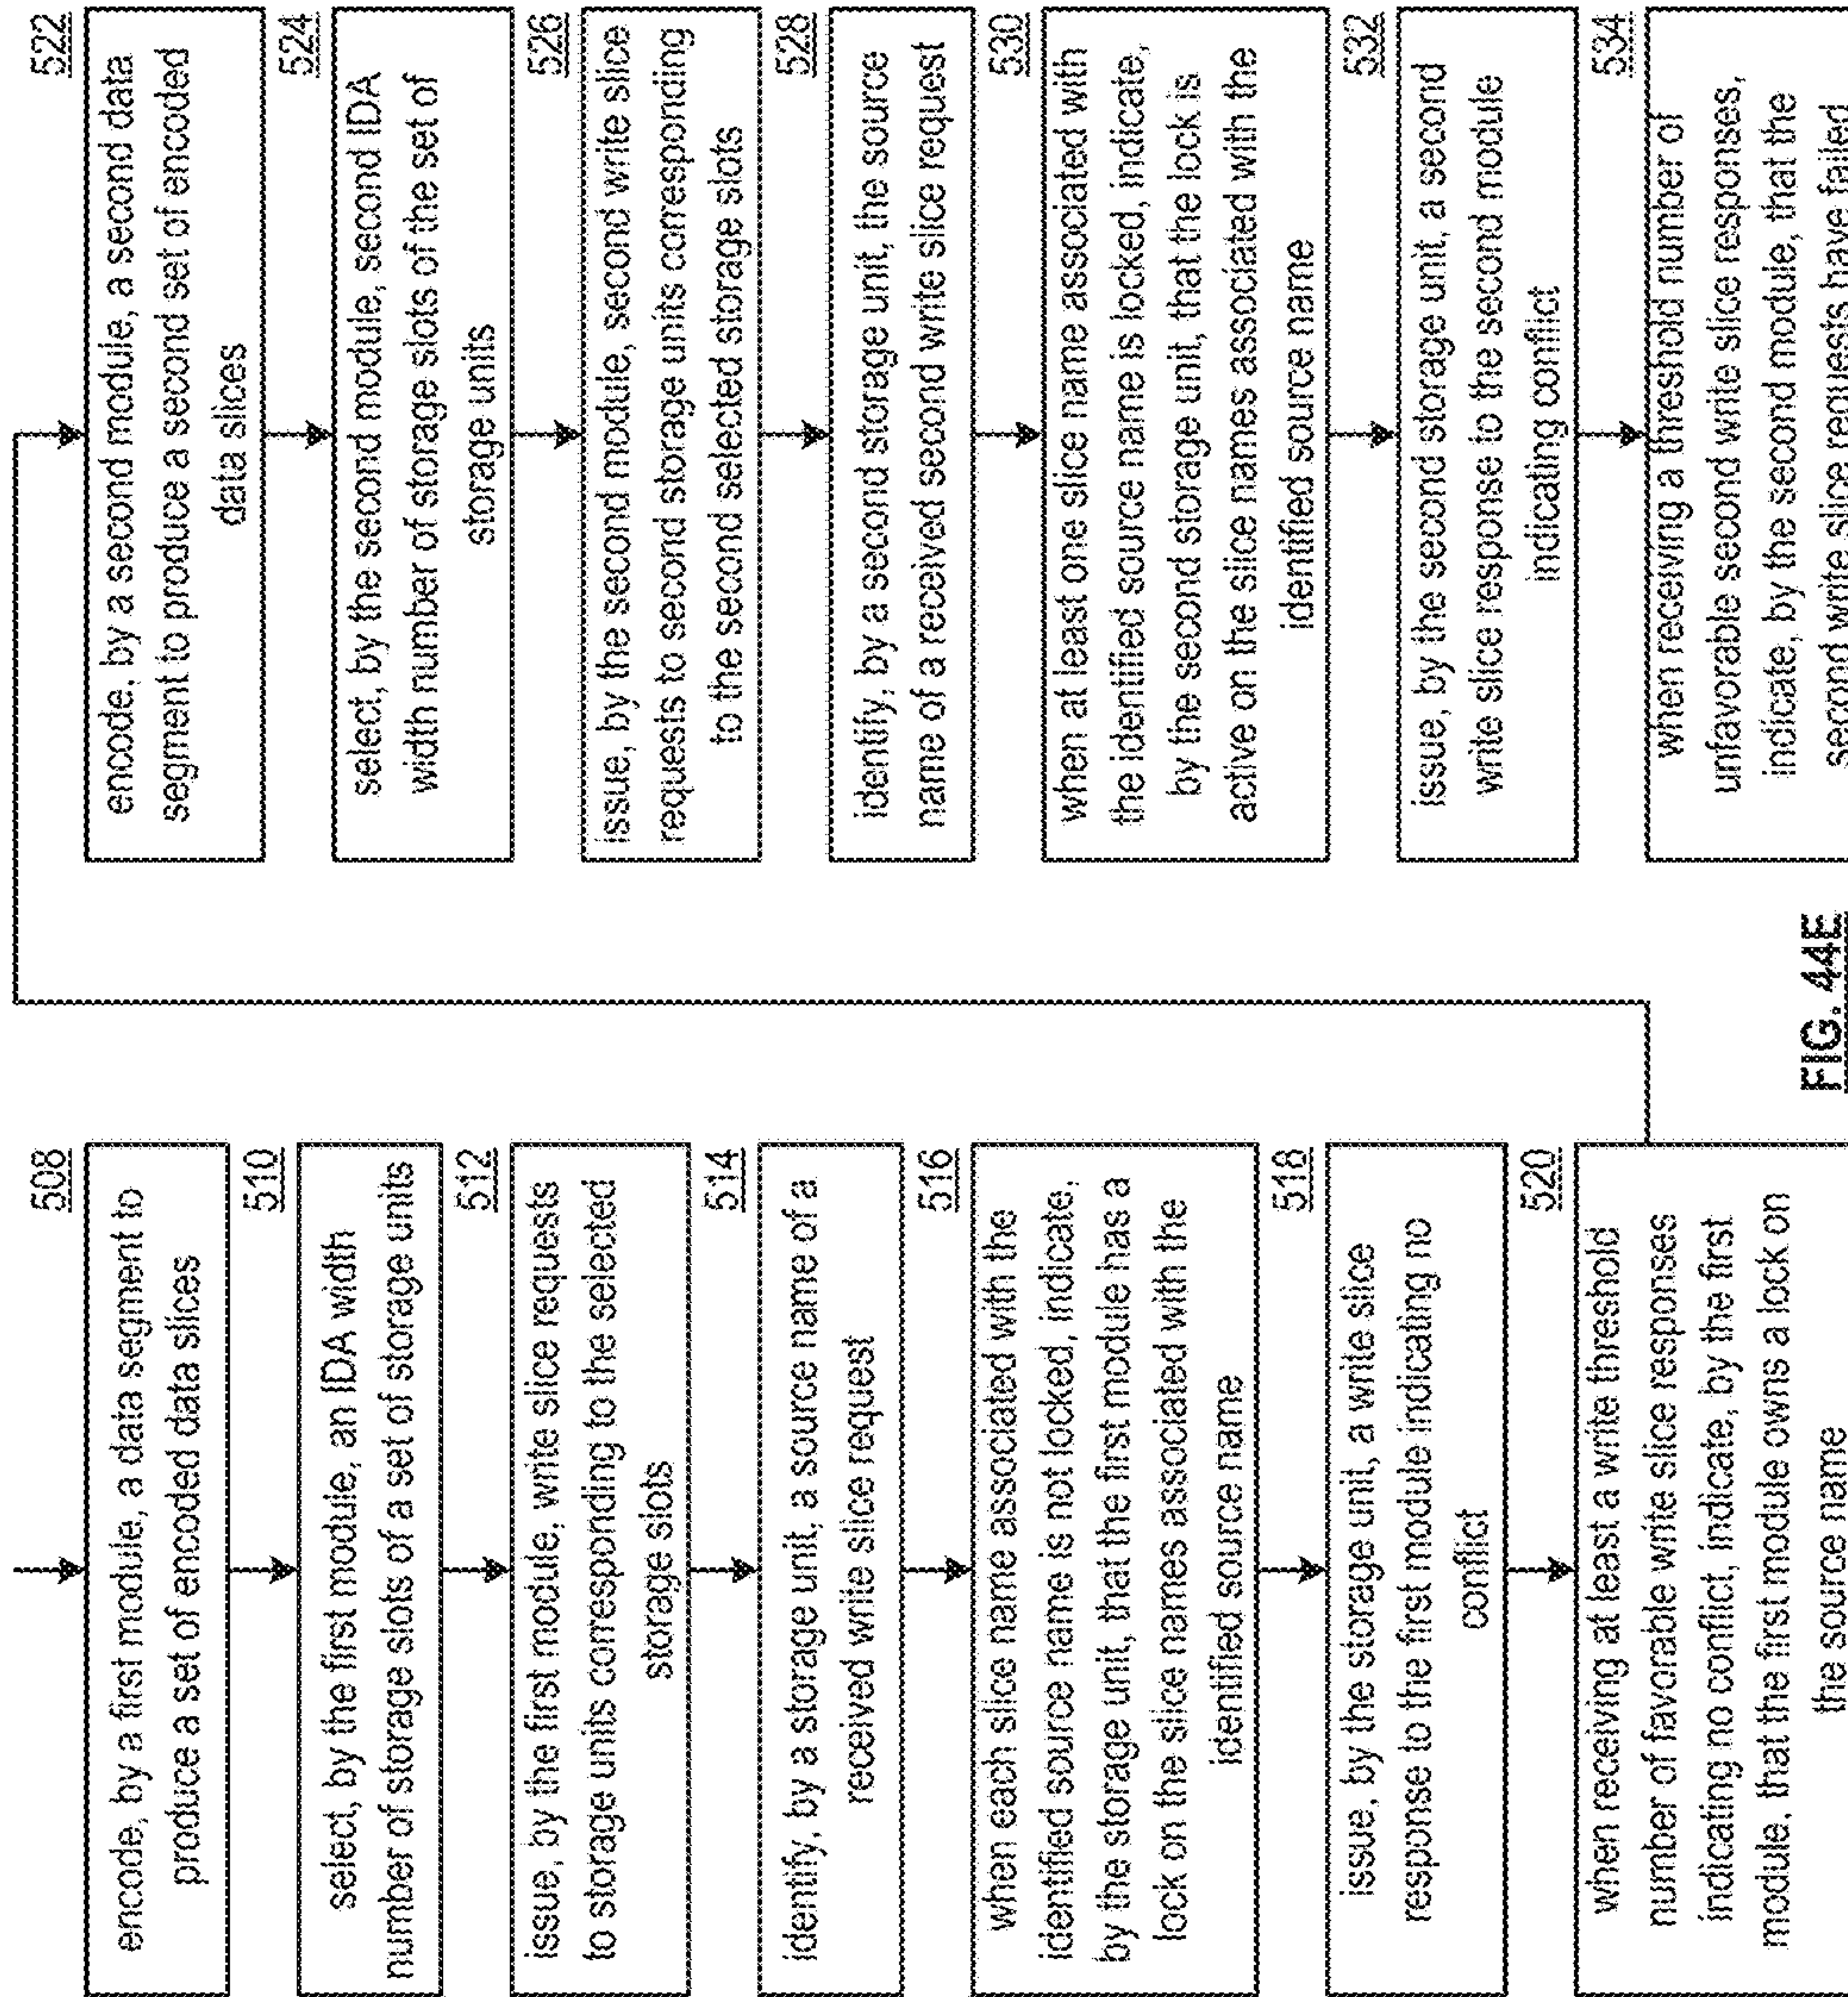 508
encode, by a first module, a data segment to
produce a set of encoded data slices
510
select, by the first module, an IDA width
number of storage slots of a set of storage units
512
issue, by the first module, write slice requests
to storage units corresponding to the selected
storage slots
514
identify, by a storage unit, a source name of a
received write slice request
516
when each slice name associated with the
identified source name is not locked, indicate,
by the storage unit, that the first module has a
lock on the slice names associated with the
identified source name
518
issue, by the storage unit, a write slice
response to the first module indicating no
conflict
520
when receiving at least a write threshold
number of favorable write slice responses
indicating no conflict, indicate, by the first
module, that the first module owns a lock on
the source name
522
encode, by a second module, a second data
segment to produce a second set of encoded
data slices
524
select, by the second module, second IDA
width number of storage slots of the set of
storage units
526
issue, by the second module, second write slice
requests to second storage units corresponding
to the second selected storage slots
528
identify, by a second storage unit, the source
name of a received second write slice request
530
when at least one slice name associated with
the identified source name is locked, indicate,
by the second storage unit, that the lock is
active on the slice names associated with the
identified source name
532
issue, by the second storage unit, a second
write slice response to the second module
indicating conflict
534
when receiving a threshold number of
unfavorable second write slice responses,
indicate, by the second module, that the
second write slice requests have failed
FIG. 44E